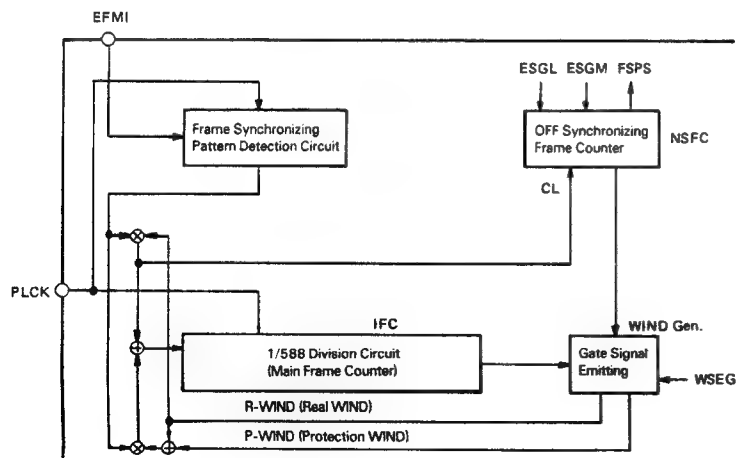 EFMI
ESGL ESGM FSPS
Frame Synchronizing
Pattern Detection Circuit
OFF Synchronizing
Frame Counter
NSFC
CL
PLCK
IFC
WIND Gen.
1/588 Division Circuit
(Main Frame Counter)
Gate Signal
Emitting
WSEG
R-WIND (Real WIND)
P-WIND (Protection WIND)